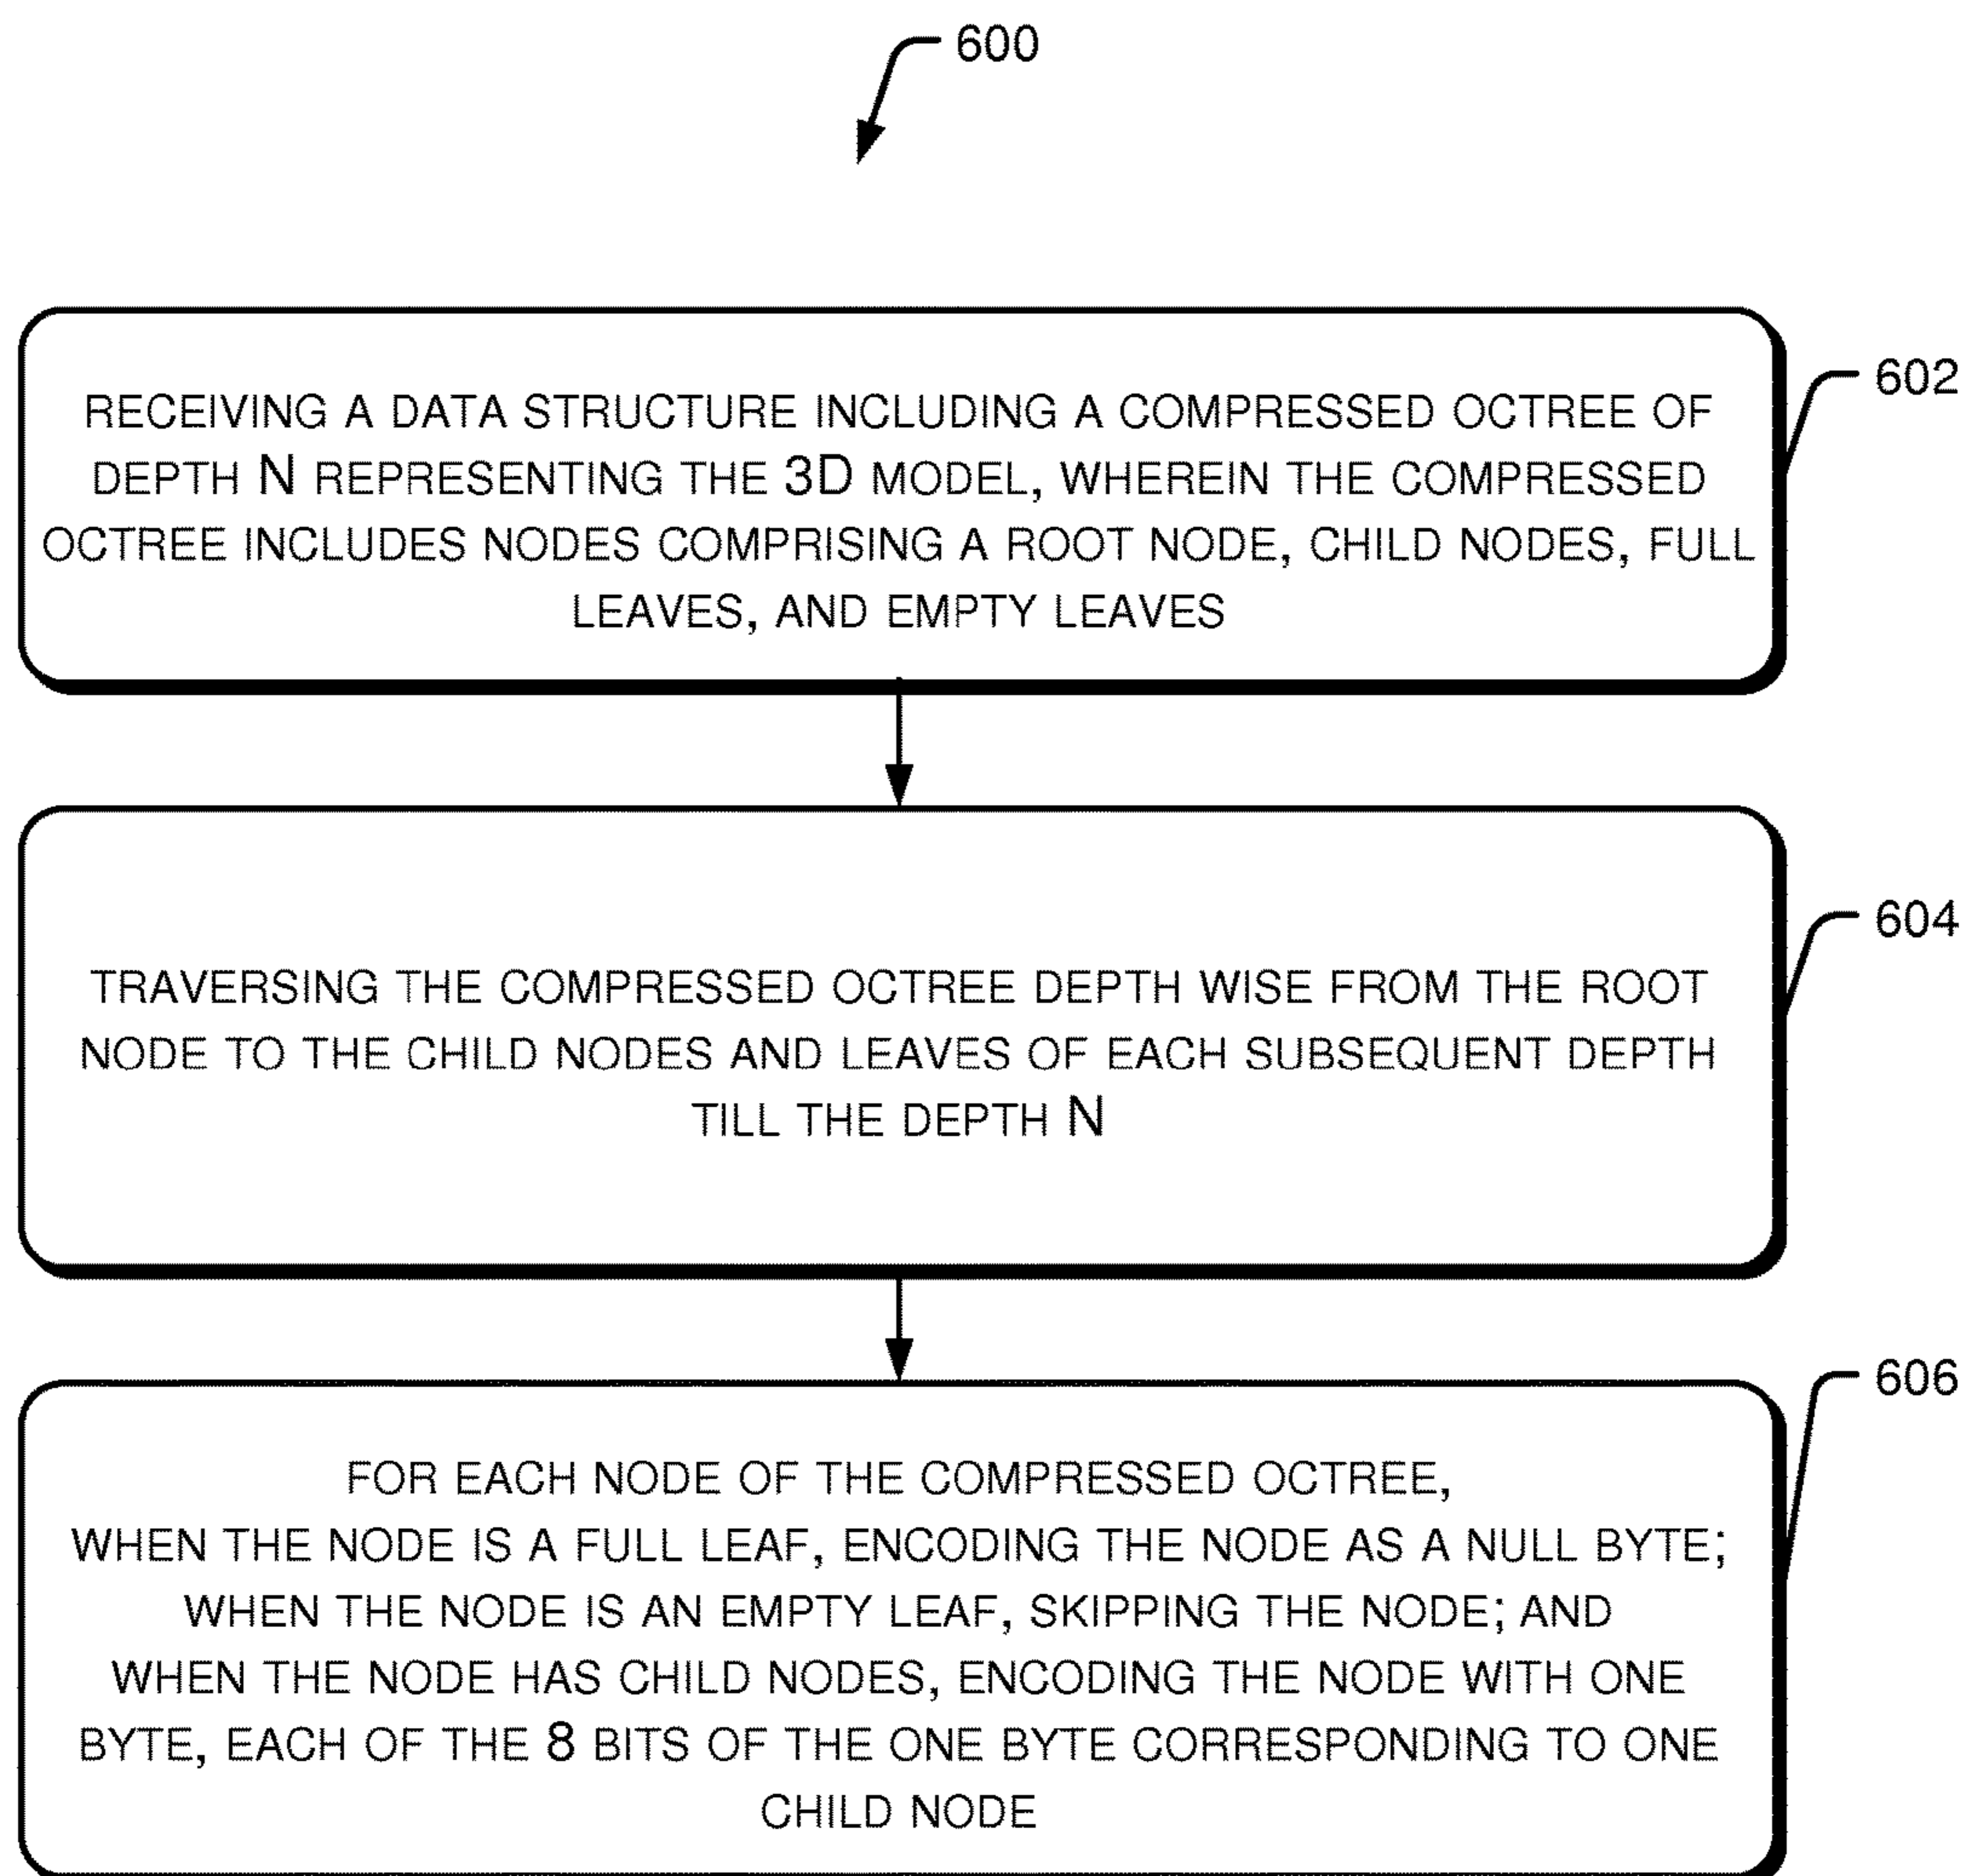 600
RECEIVING A DATA STRUCTURE INCLUDING A COMPRESSED OCTREE OF
DEPTH N REPRESENTING THE 3D MODEL, WHEREIN THE COMPRESSED
OCTREE INCLUDES NODES COMPRISING A ROOT NODE, CHILD NODES, FULL
LEAVES, AND EMPTY LEAVES
602
TRAVERSING THE COMPRESSED OCTREE DEPTH WISE FROM THE ROOT
NODE TO THE CHILD NODES AND LEAVES OF EACH SUBSEQUENT DEPTH
TILL THE DEPTH N
604
FOR EACH NODE OF THE COMPRESSED OCTREE,
WHEN THE NODE IS A FULL LEAF, ENCODING THE NODE AS A NULL BYTE;
WHEN THE NODE IS AN EMPTY LEAF, SKIPPING THE NODE; AND
WHEN THE NODE HAS CHILD NODES, ENCODING THE NODE WITH ONE
BYTE, EACH OF THE 8 BITS OF THE ONE BYTE CORRESPONDING TO ONE
CHILD NODE
606